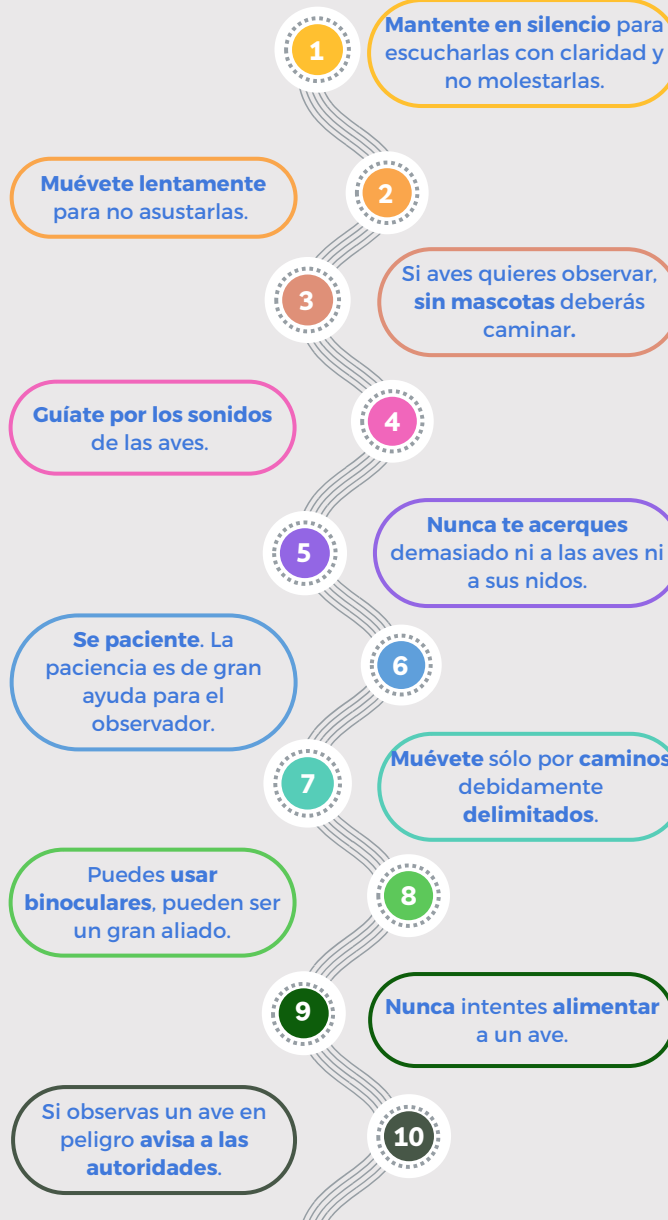 1
Mantente en silencio para
escucharlas con claridad y
no molestarlas.
Muévete lentamente
para no asustarlas.
2
3
Si aves quieres observar,
sin mascotas deberás
caminar.
Guíate por los sonidos
de las aves.
4
5
Nunca te acerques
demasiado ni a las aves ni
a sus nidos.
Se paciente. La
paciencia es de gran
ayuda para el
observador.
6
7
Muévete sólo por caminos
debidamente
delimitados.
Puedes usar
binoculares, pueden ser
un gran aliado.
8
9
Nunca intentes alimentar
a un ave.
Si observas un ave en
peligro avisa a las
autoridades.
10